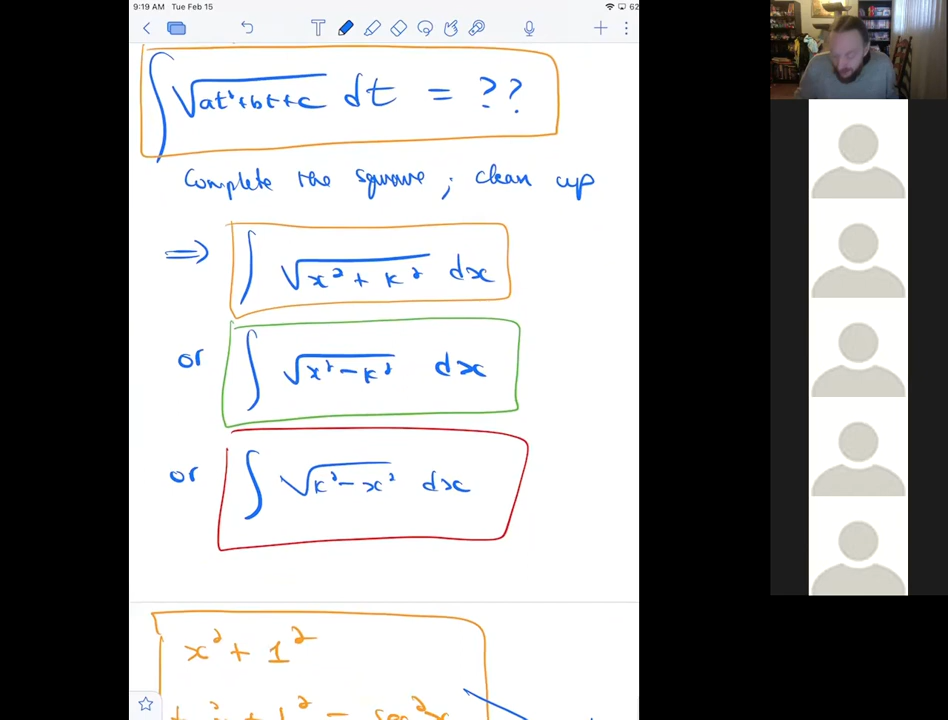 9:19 AM Tue Feb 15
62
T
∫ √at²+bt+c dt = ??
Complete the square ; clean up
⇒ ∫ √x² + k² dx
or ∫ √x² − k² dx
or ∫ √k² − x² dx
x² + 1²